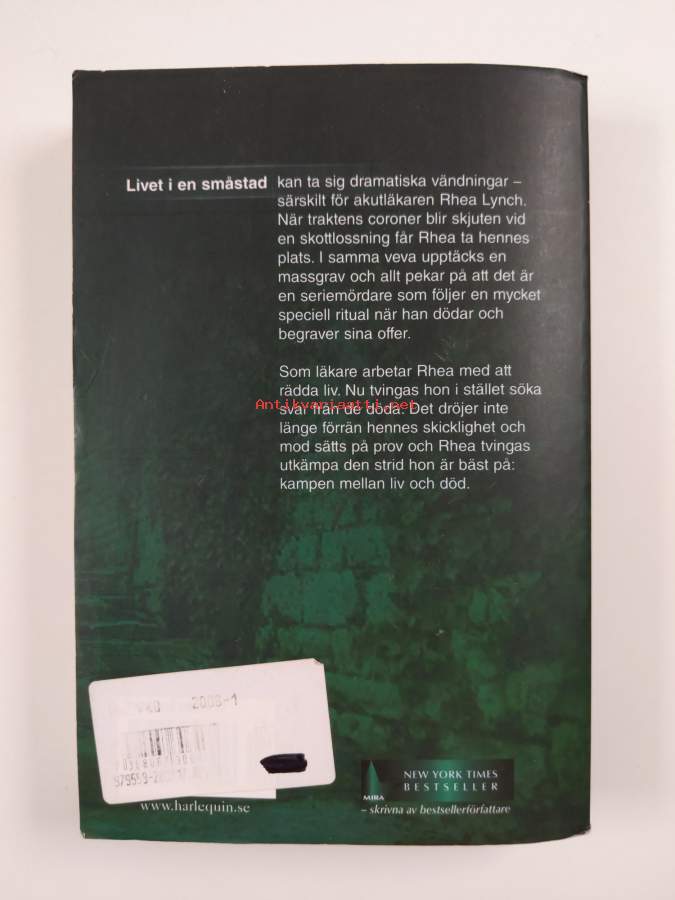 Livet i en småstad kan ta sig dramatiska vändningar –
särskilt för akutläkaren Rhea Lynch.
När traktens coroner blir skjuten vid
en skottlossning får Rhea ta hennes
plats. I samma veva upptäcks en
massgrav och allt pekar på att det är
en seriemördare som följer en mycket
speciell ritual när han dödar och
begraver sina offer.
Som läkare arbetar Rhea med att
rädda liv. Nu tvingas hon i stället söka
Antikvariaatti.net
svar från de döda. Det dröjer inte
länge förrän hennes skicklighet och
mod sätts på prov och Rhea tvingas
utkämpa den strid hon är bäst på:
kampen mellan liv och död.
2008-1
www.harlequin.se
MIRA
NEW YORK TIMES
BESTSELLER
– skrivna av bestsellerförfattare